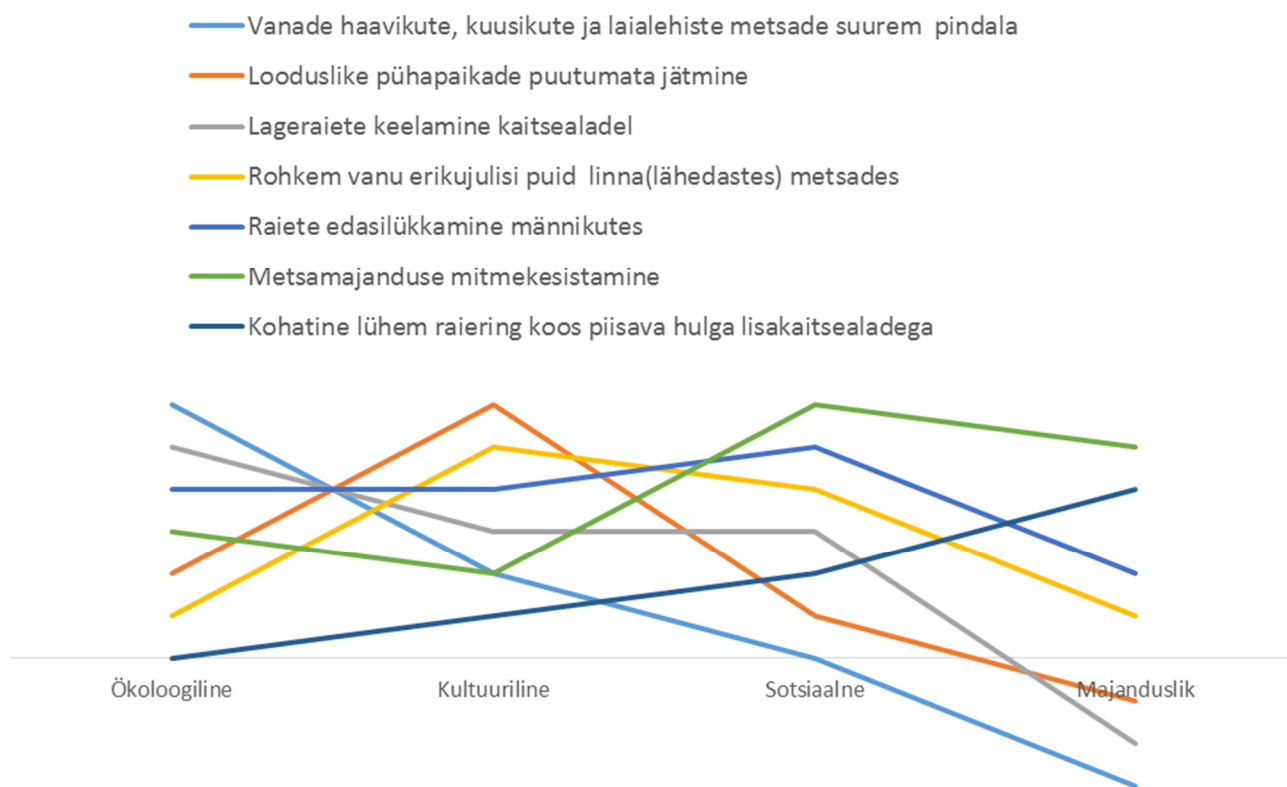 Vanade haavikute, kuusikute ja laialehiste metsade suurem  pindala
Looduslike pühapaikade puutumata jätmine
Lageraiete keelamine kaitsealadel
Rohkem vanu erikujulisi puid  linna(lähedastes) metsades
Raiete edasilükkamine männikutes
Metsamajanduse mitmekesistamine
Kohatine lühem raiering koos piisava hulga lisakaitsealadega
Ökoloogiline
Kultuuriline
Sotsiaalne
Majanduslik